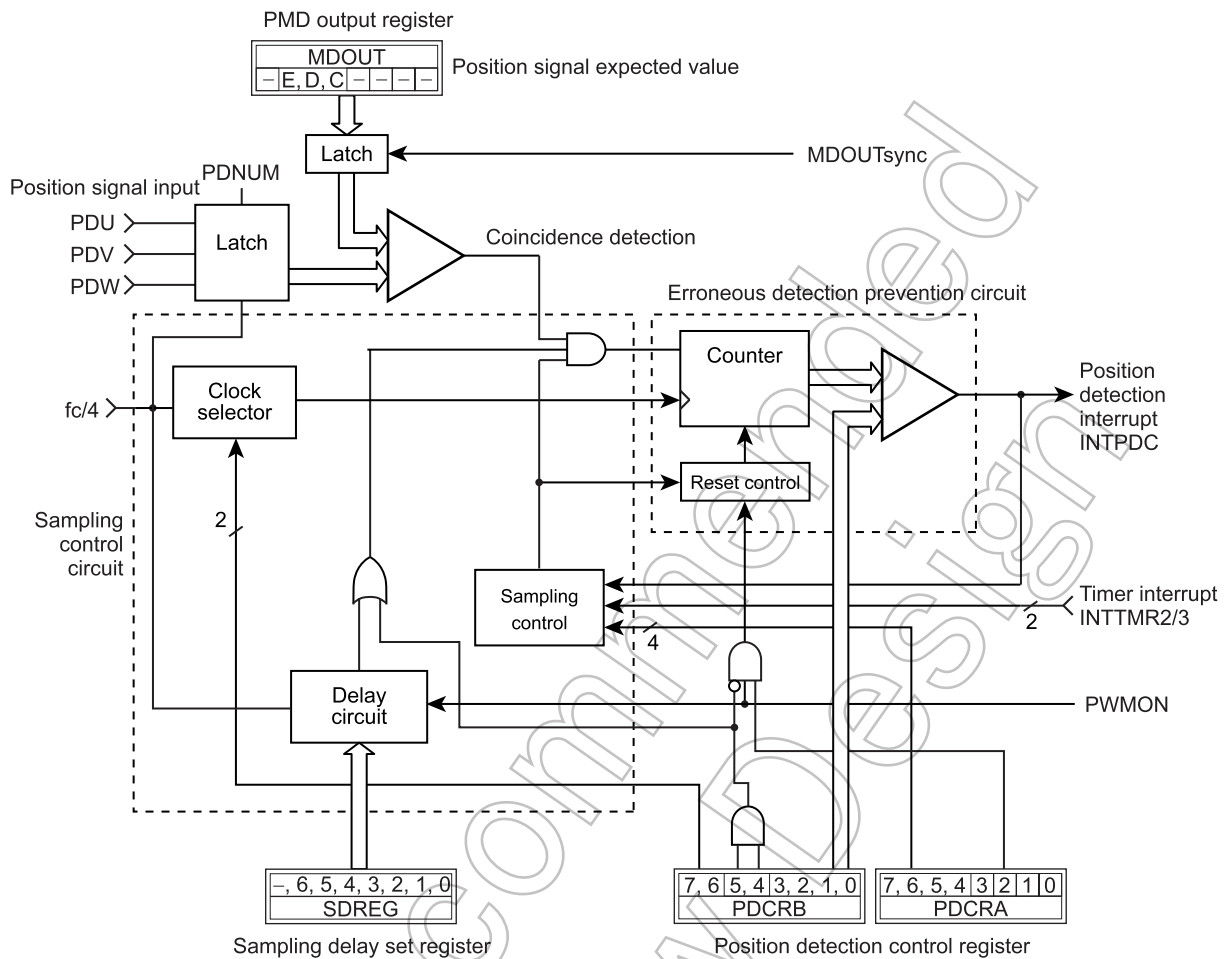 PMD output register
MDOUT
– E, D, C – – – –
Position signal expected value
Latch
MDOUTsync
PDNUM
Position signal input
PDU
PDV
PDW
Latch
Coincidence detection
Erroneous detection prevention circuit
Counter
Clock
selector
fc/4
Position
detection
interrupt
INTPDC
Reset control
2
Sampling
control
circuit
Sampling
control
Timer interrupt
INTTMR2/3
2
4
Delay
circuit
PWMON
–, 6, 5, 4, 3, 2, 1, 0
SDREG
Sampling delay set register
7, 6 5, 4 3, 2, 1, 0
PDCRB
7, 6, 5, 4 3 2 1 0
PDCRA
Position detection control register
commended
w Design